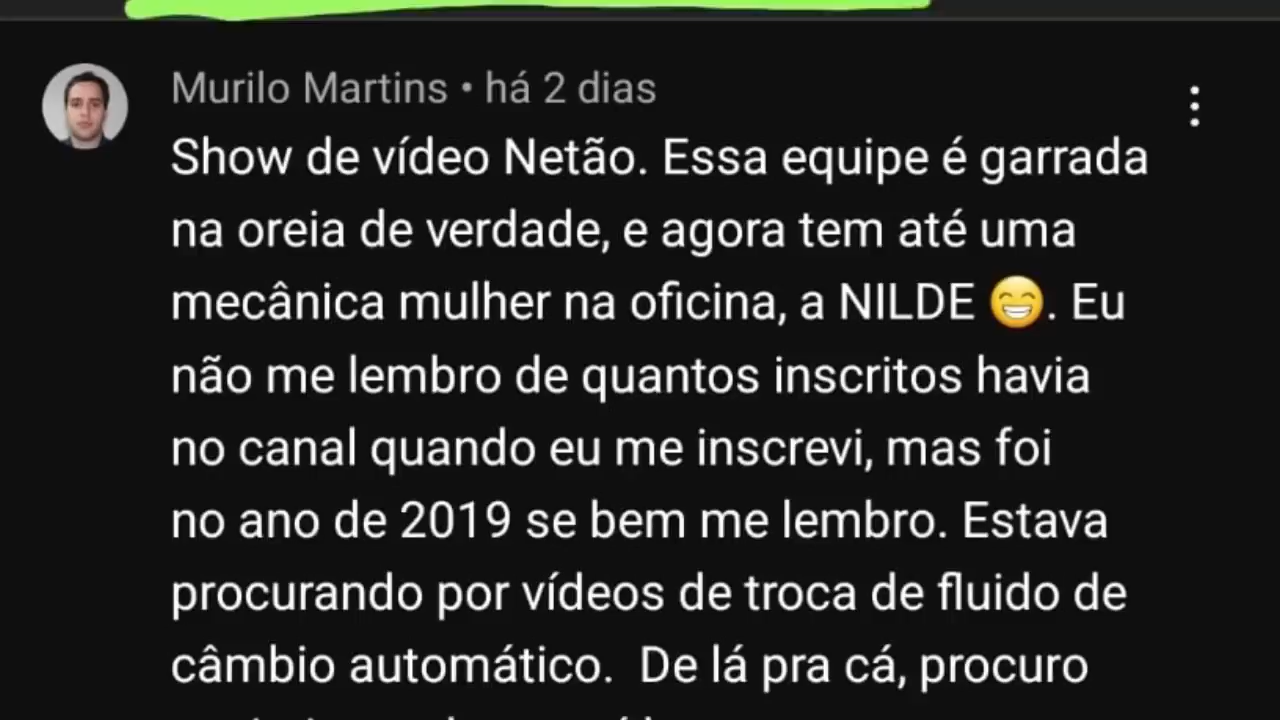 Murilo Martins • há 2 dias
Show de vídeo Netão. Essa equipe é garrada
na oreia de verdade, e agora tem até uma
mecânica mulher na oficina, a NILDE 😁. Eu
não me lembro de quantos inscritos havia
no canal quando eu me inscrevi, mas foi
no ano de 2019 se bem me lembro. Estava
procurando por vídeos de troca de fluido de
câmbio automático.  De lá pra cá, procuro